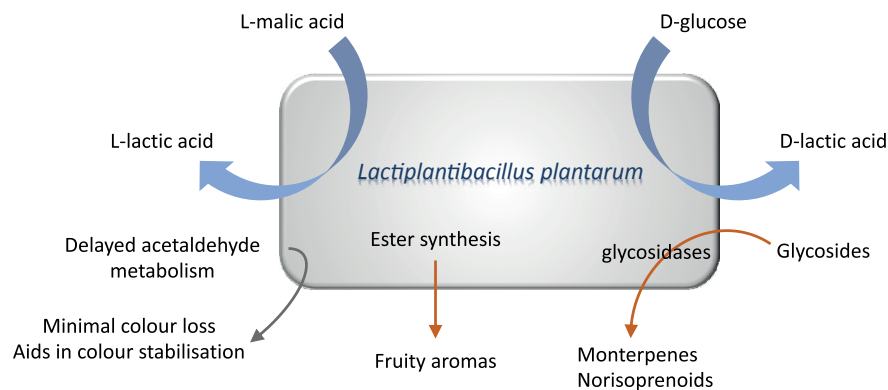 L-malic acid
D-glucose
L-lactic acid
D-lactic acid
Lactiplantibacillus plantarum
Delayed acetaldehyde
metabolism
Ester synthesis
glycosidases
Glycosides
Minimal colour loss
Aids in colour stabilisation
Fruity aromas
Monterpenes
Norisoprenoids